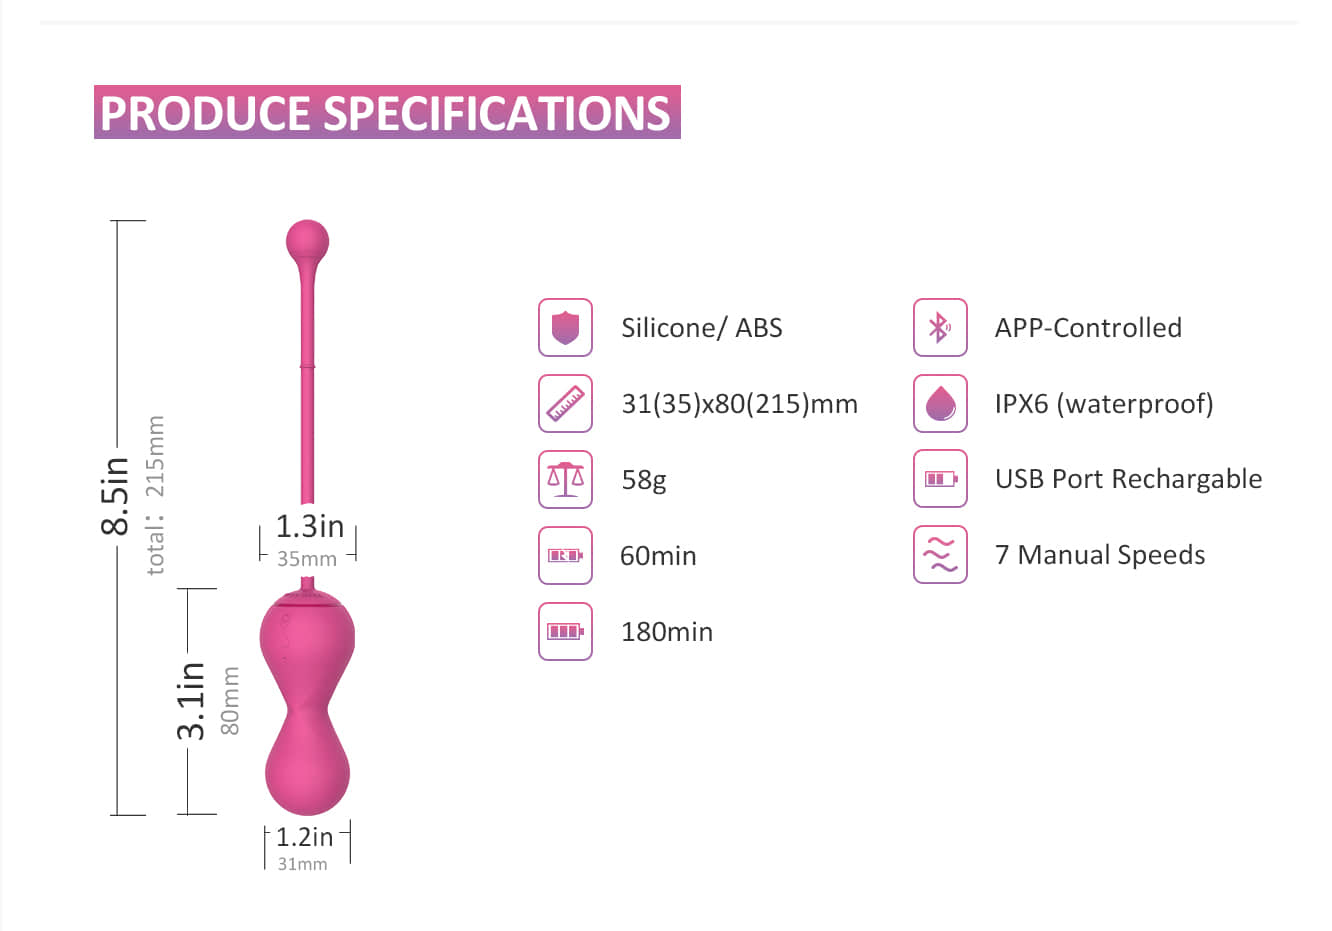 PRODUCE SPECIFICATIONS
8.5in
total: 215mm
1.3in
35mm
3.1in
80mm
1.2in
31mm
Silicone/ ABS
31(35)x80(215)mm
58g
60min
180min
APP-Controlled
IPX6 (waterproof)
USB Port Rechargable
7 Manual Speeds